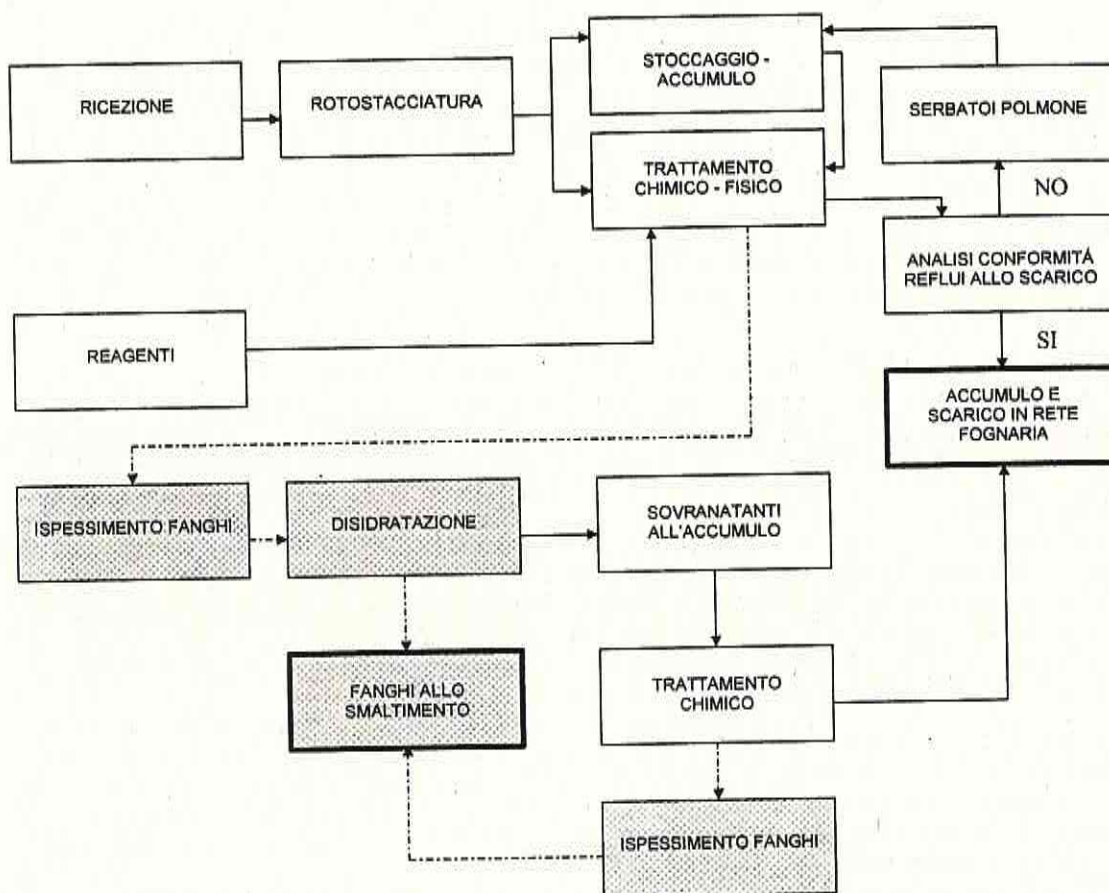 RICEZIONE
ROTOSTACCIATURA
STOCCAGGIO -
ACCUMULO
SERBATOI POLMONE
TRATTAMENTO
CHIMICO - FISICO
NO
ANALISI CONFORMITÁ
REFLUI ALLO SCARICO
REAGENTI
SI
ACCUMULO E
SCARICO IN RETE
FOGNARIA
ISPESSIMENTO FANGHI
DISIDRATAZIONE
SOVRANATANTI
ALL'ACCUMULO
FANGHI ALLO
SMALTIMENTO
TRATTAMENTO
CHIMICO
ISPESSIMENTO FANGHI